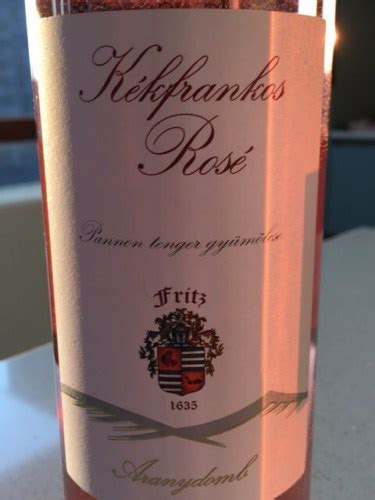 Kékfrankos
Rosé
Pannon tenger gyümölcse
Fritz
1635
Aranydomb